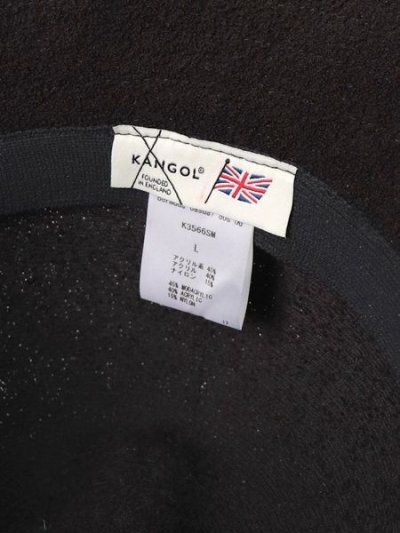 KANGOL®
FOUNDED
IN ENGLAND
K3566SM
L
アクリル系 45%
アクリル 40%
ナイロン 15%
45% MODACRYLIC
40% ACRYLIC
15% NYLON